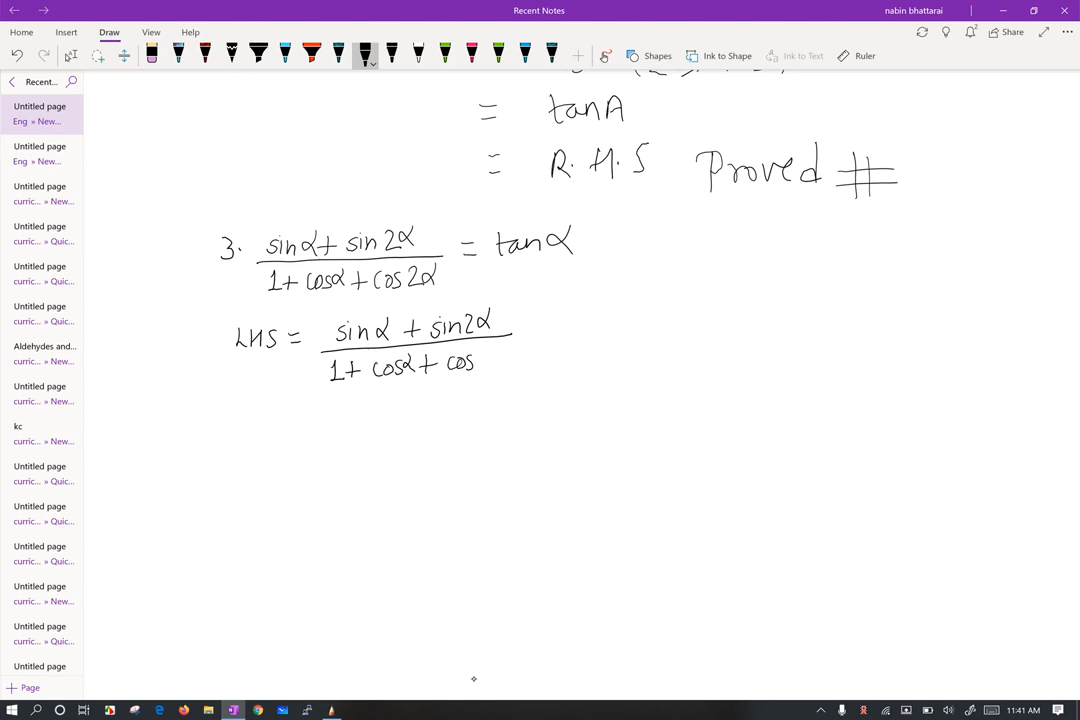 Recent Notes
nabin bhattarai
Home Insert Draw View Help
Share
Shapes Ink to Shape Ink to Text Ruler
Recent...
Untitled page
Eng » New...
Untitled page
Eng » New...
Untitled page
curric... » New...
Untitled page
curric... » Quic...
Untitled page
curric... » Quic...
Untitled page
curric... » Quic...
Aldehydes and...
curric... » New...
Untitled page
curric... » New...
kc
curric... » New...
Untitled page
curric... » Quic...
Untitled page
curric... » Quic...
Untitled page
curric... » Quic...
Untitled page
curric... » New...
Untitled page
curric... » Quic...
Untitled page
+ Page
= tanA
= R.H.S Proved #
3. sinα + sin2α / 1 + cosα + cos2α = tanα
LHS = sinα + sin2α / 1 + cosα + cos
11:41 AM